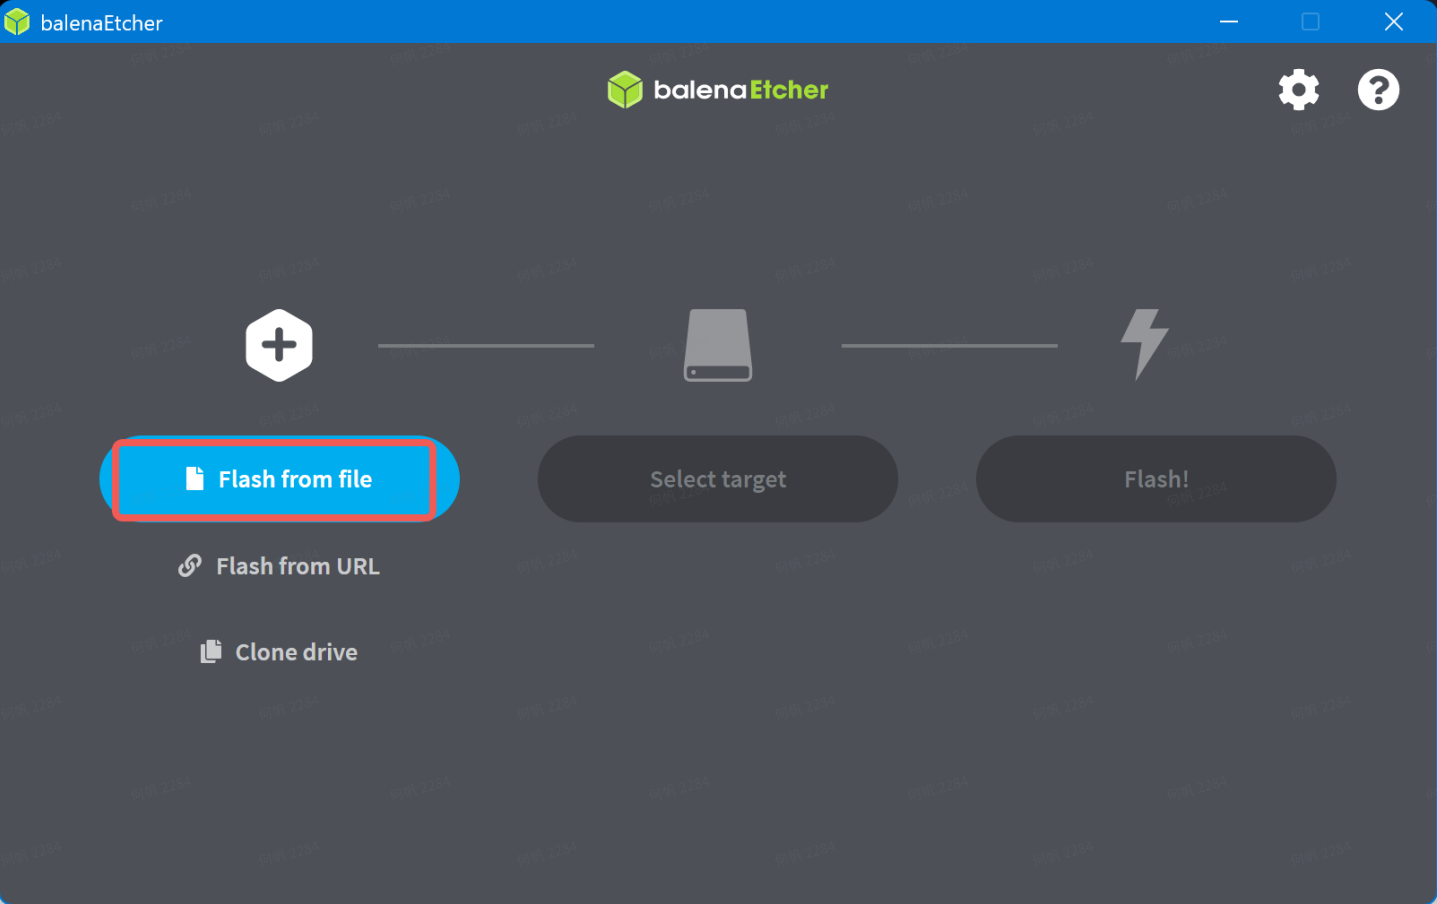 balenaEtcher
balenaEtcher
Flash from file
Select target
Flash!
Flash from URL
Clone drive